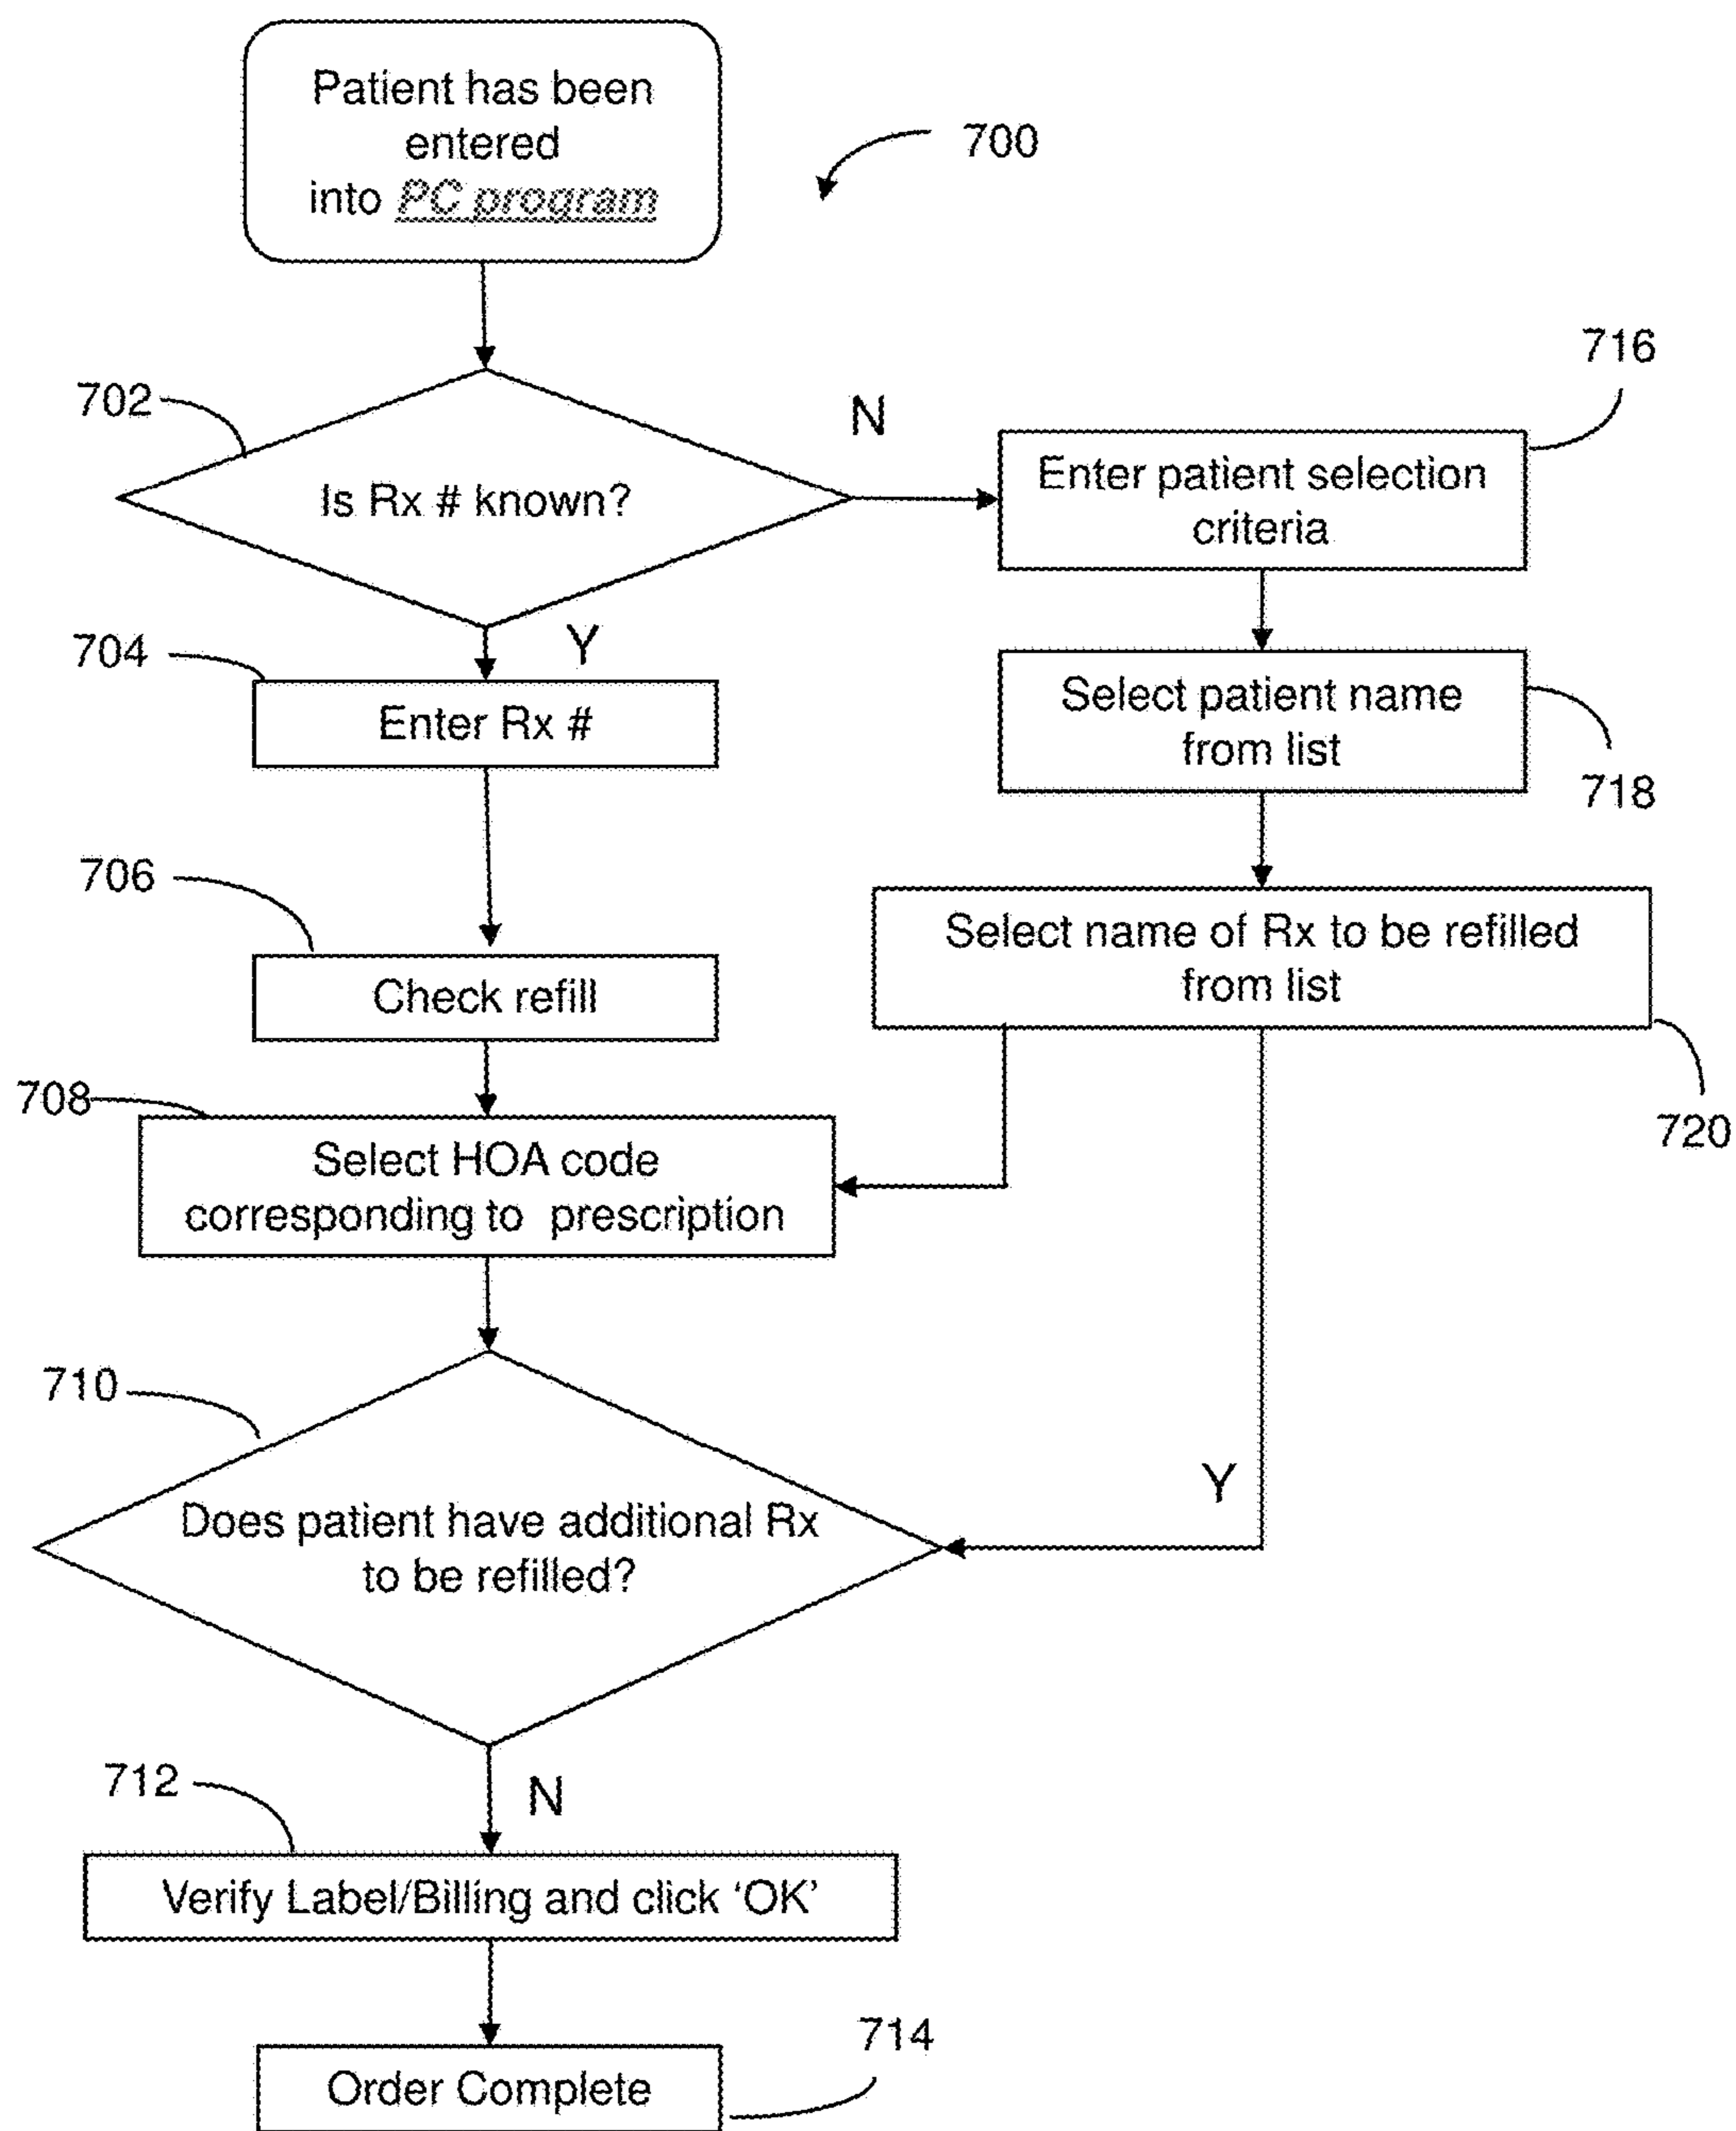 Patient has been
entered
into PC program
700
702
Is Rx # known?
N
716
Enter patient selection
criteria
Y
704
Enter Rx #
Select patient name
from list
718
706
Check refill
Select name of Rx to be refilled
from list
720
708
Select HOA code
corresponding to prescription
710
Does patient have additional Rx
to be refilled?
Y
712
N
Verify Label/Billing and click ‘OK’
714
Order Complete